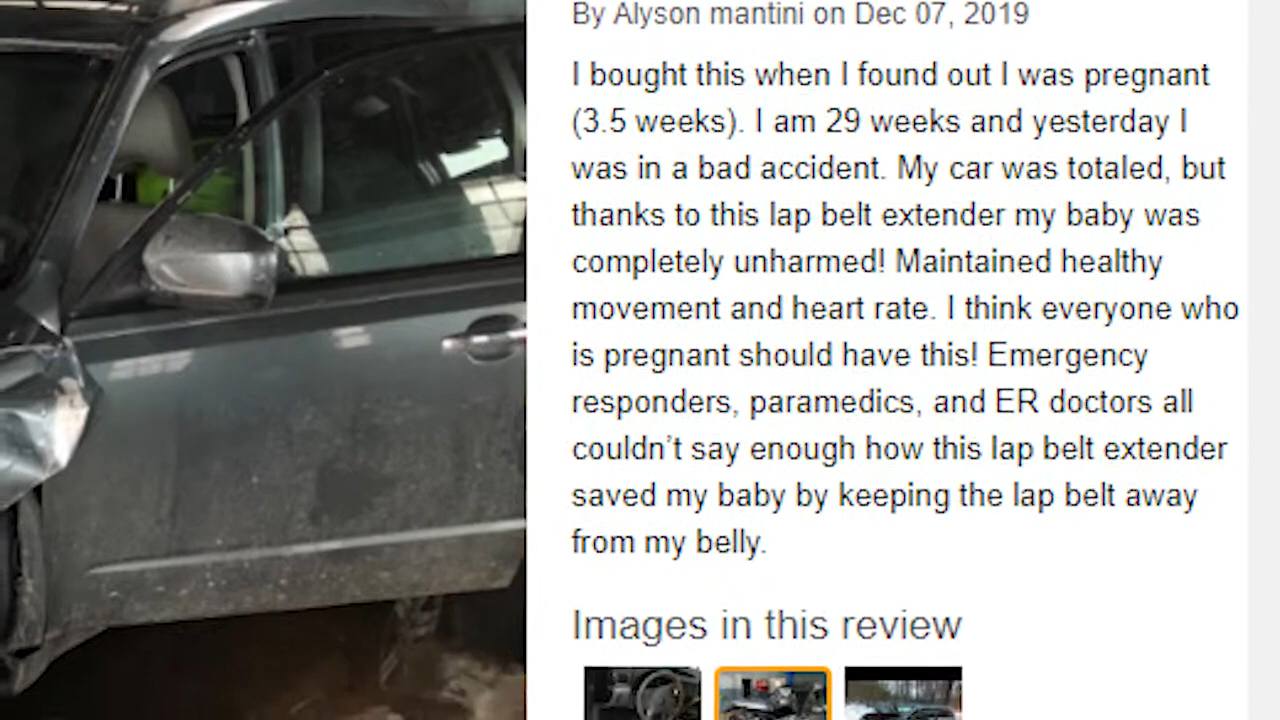 By Alyson mantini on Dec 07, 2019
I bought this when I found out I was pregnant
(3.5 weeks). I am 29 weeks and yesterday I
was in a bad accident. My car was totaled, but
thanks to this lap belt extender my baby was
completely unharmed! Maintained healthy
movement and heart rate. I think everyone who
is pregnant should have this! Emergency
responders, paramedics, and ER doctors all
couldn’t say enough how this lap belt extender
saved my baby by keeping the lap belt away
from my belly.
Images in this review